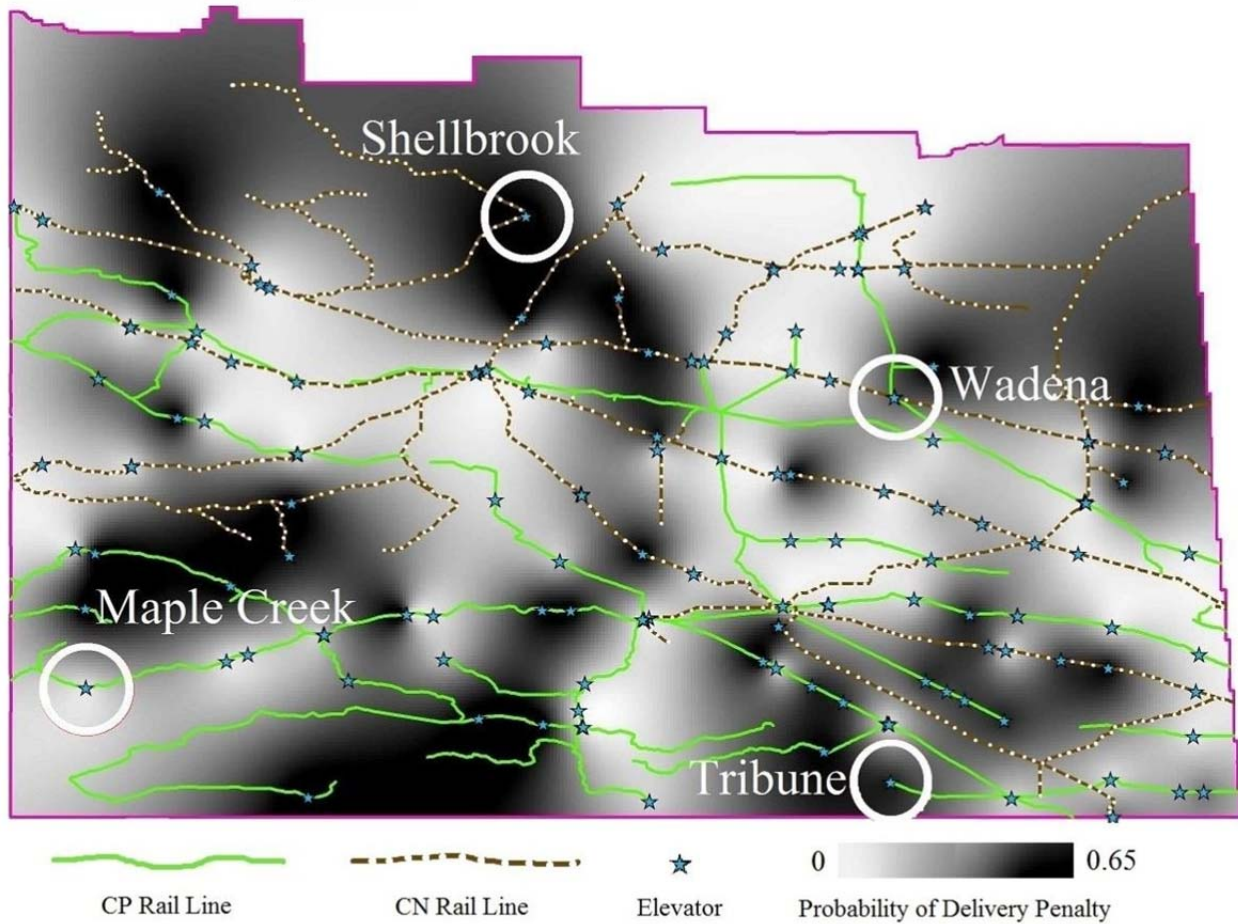 Shellbrook
Wadena
Maple Creek
Tribune
0
0.65
CP Rail Line
CN Rail Line
Elevator
Probability of Delivery Penalty